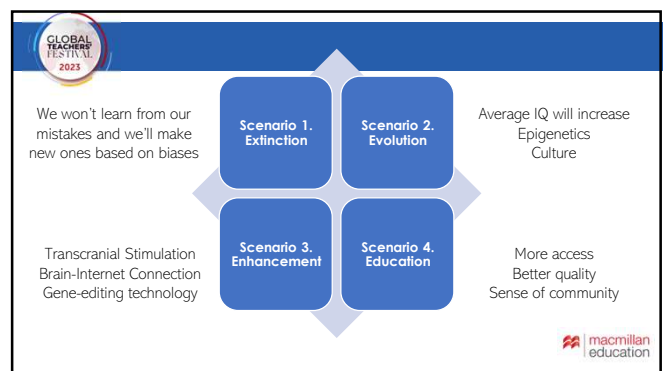 GLOBAL
TEACHERS'
FESTIVAL
2023
We won't learn from our
mistakes and we'll make
new ones based on biases
Scenario 1.
Extinction
Scenario 2.
Evolution
Average IQ will increase
Epigenetics
Culture
Transcranial Stimulation
Brain-Internet Connection
Gene-editing technology
Scenario 3.
Enhancement
Scenario 4.
Education
More access
Better quality
Sense of community
macmillan
education